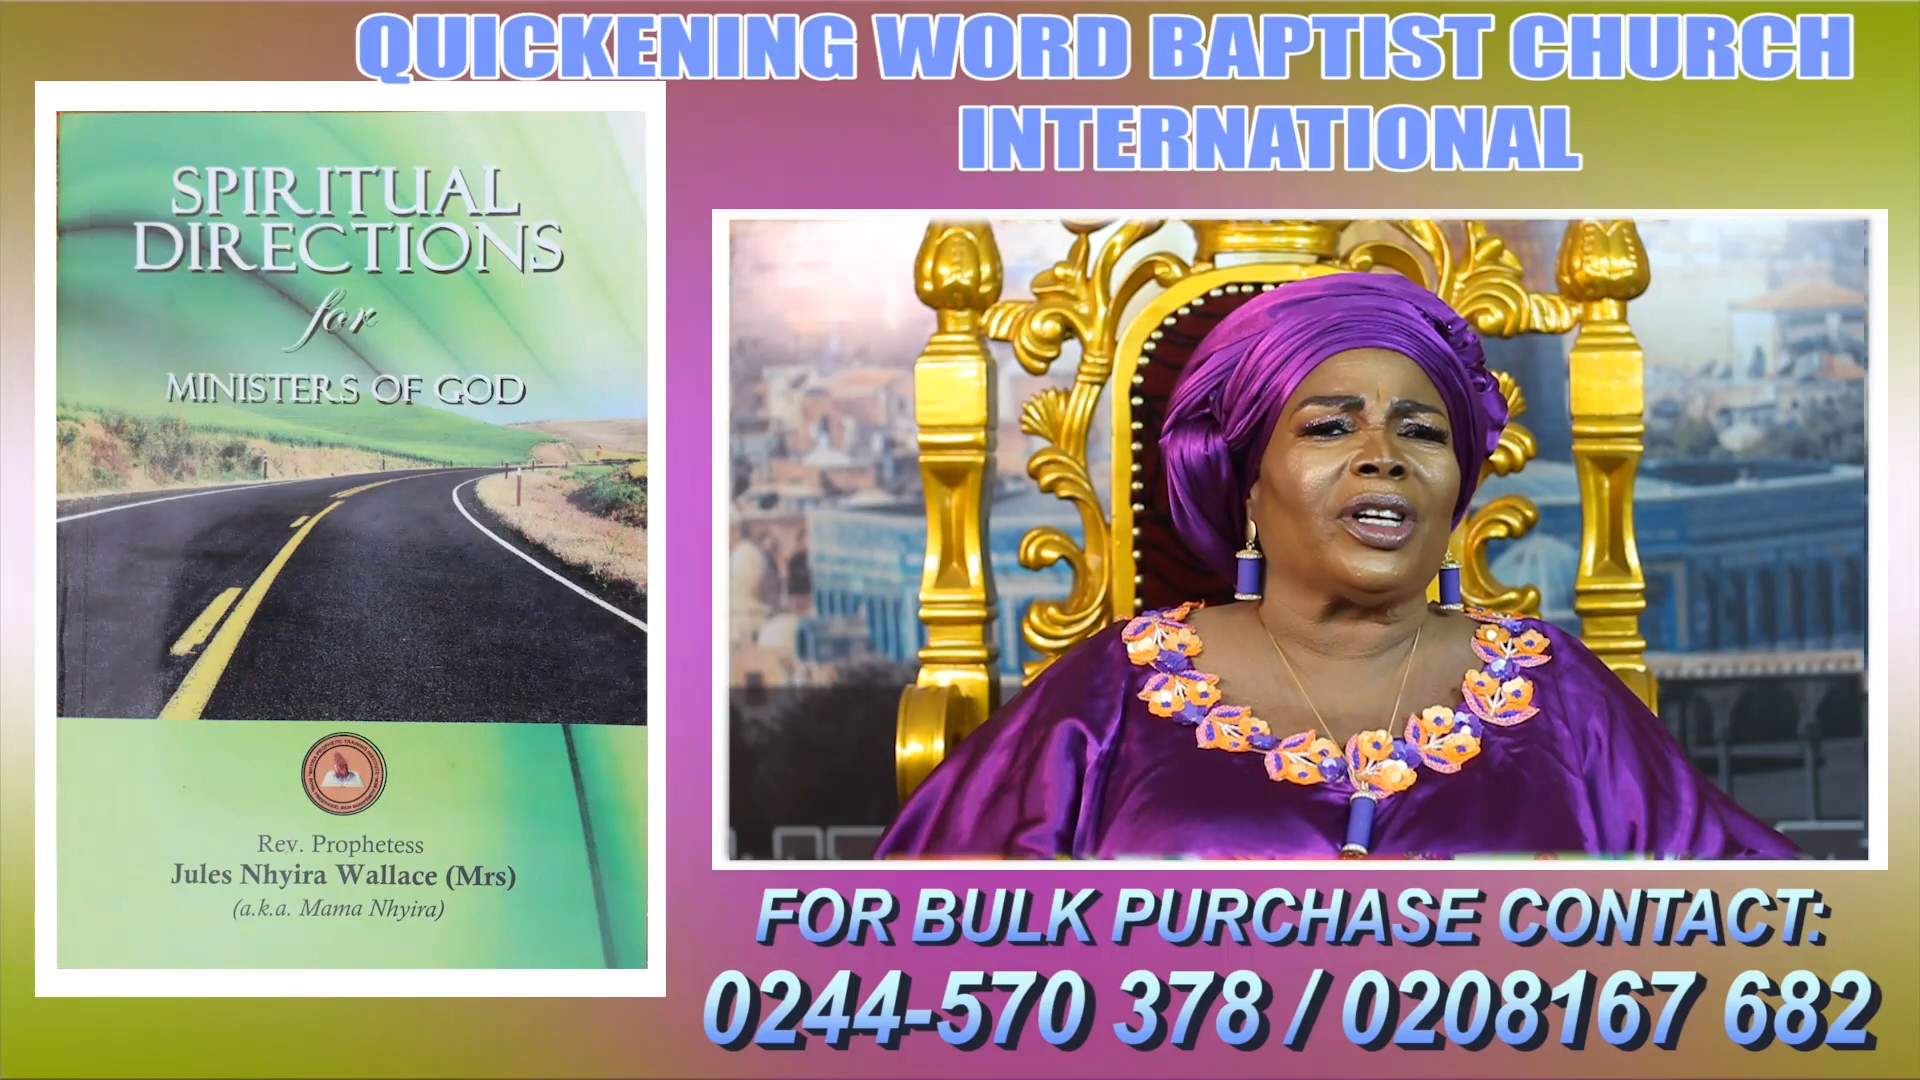 QUICKENING WORD BAPTIST CHURCH
INTERNATIONAL
SPIRITUAL
DIRECTIONS
for
MINISTERS OF GOD
Rev. Prophetess
Jules Nhyira Wallace (Mrs)
(a.k.a. Mama Nhyira)
FOR BULK PURCHASE CONTACT:
0244-570 378 / 0208167 682